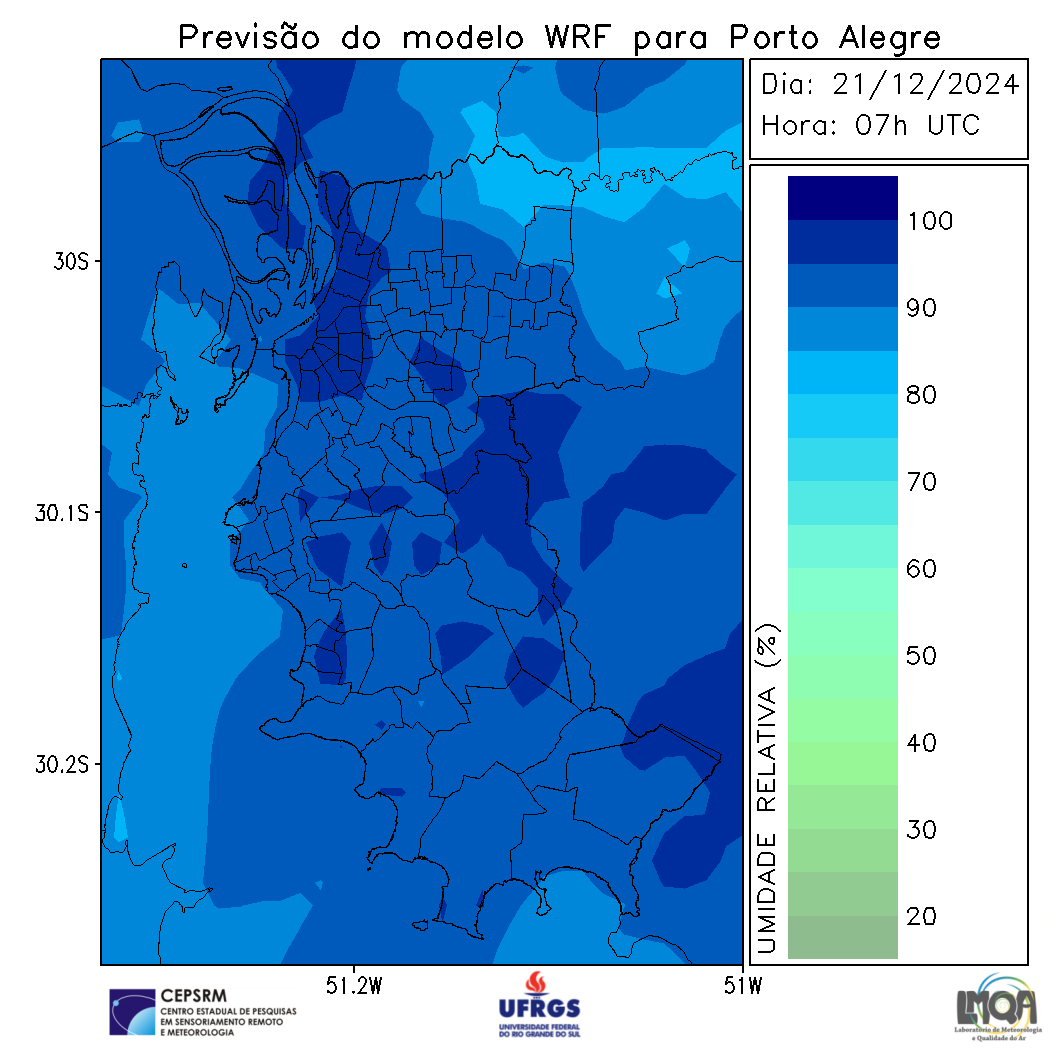 Previsão do modelo WRF para Porto Alegre
Dia: 21/12/2024
Hora: 07h UTC
30S
30.1S
30.2S
51.2W
51W
UMIDADE RELATIVA (%)
100
90
80
70
60
50
40
30
20
CEPSRM
CENTRO ESTADUAL DE PESQUISAS
EM SENSORIAMENTO REMOTO
E METEOROLOGIA
UFRGS
UNIVERSIDADE FEDERAL
DO RIO GRANDE DO SUL
LMQA
Laboratório de Meteorologia
e Qualidade do Ar